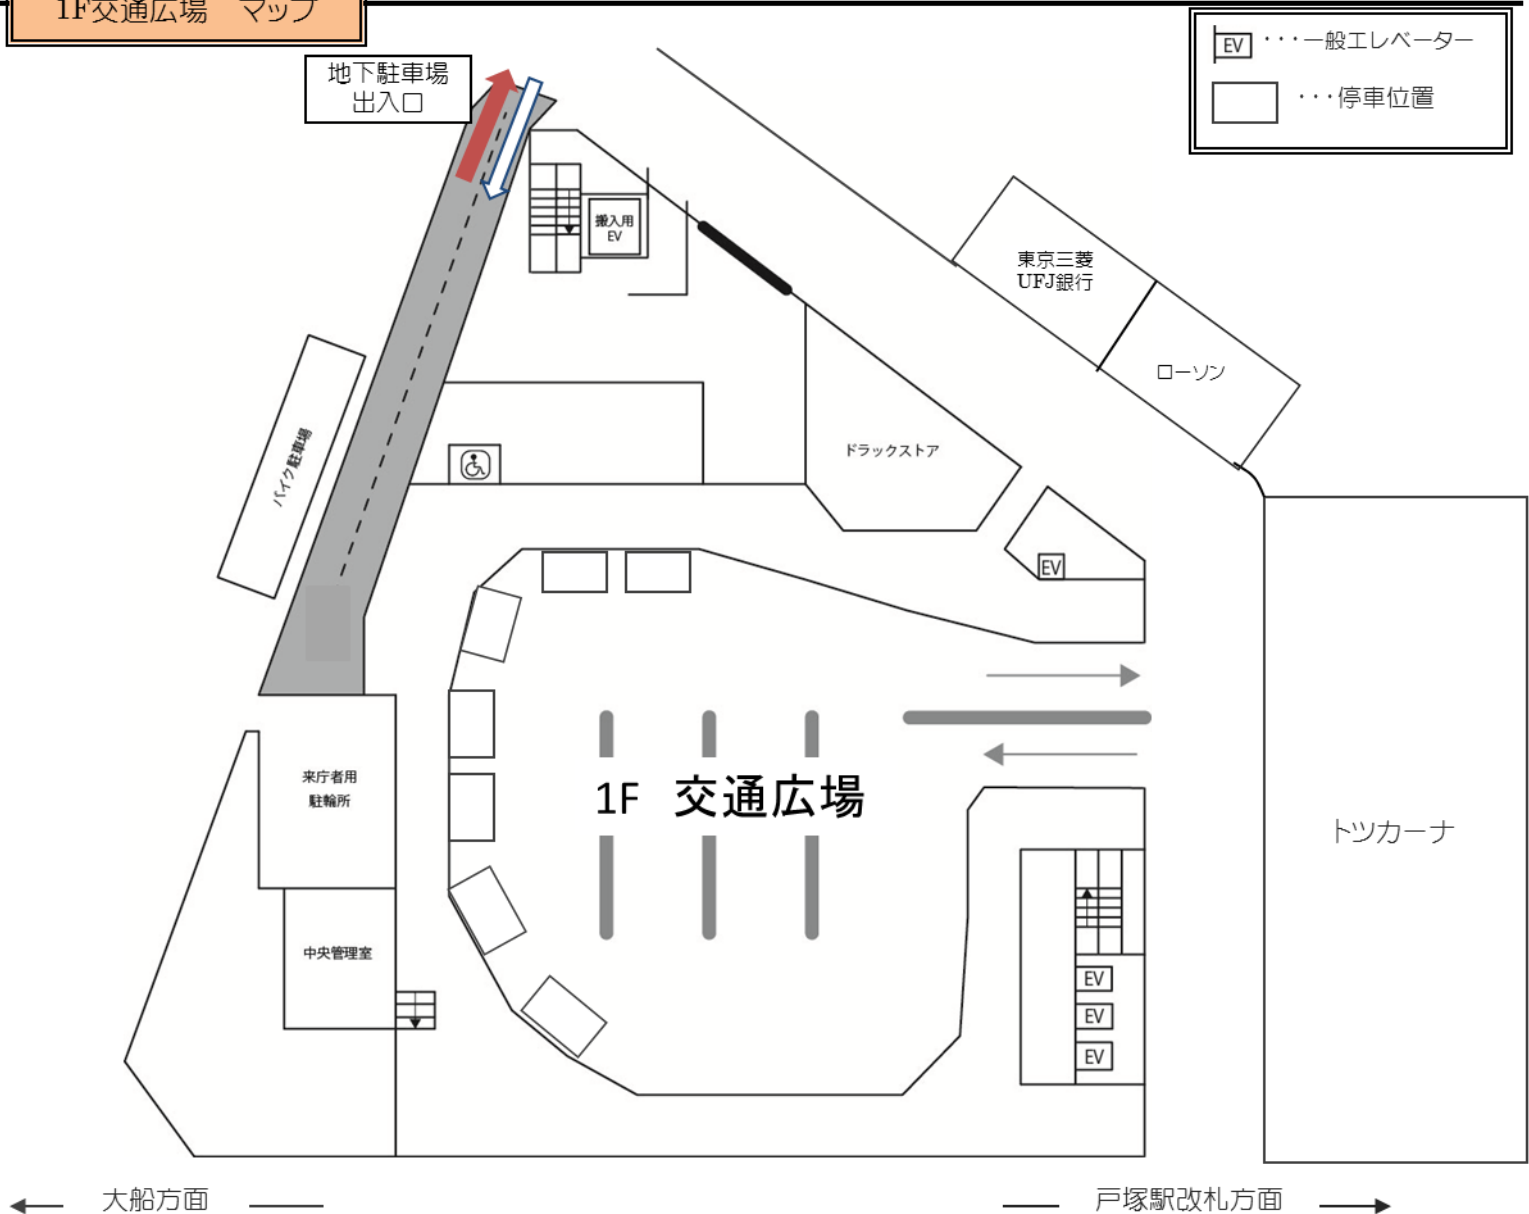 1F交通広場　マップ
EV ・・・一般エレベーター
・・・停車位置
地下駐車場
出入口
搬入用
EV
東京三菱
UFJ銀行
ローソン
バイク駐車場
ドラックストア
EV
来庁者用
駐輪所
1F　交通広場
トツカーナ
中央管理室
EV
EV
EV
大船方面
戸塚駅改札方面